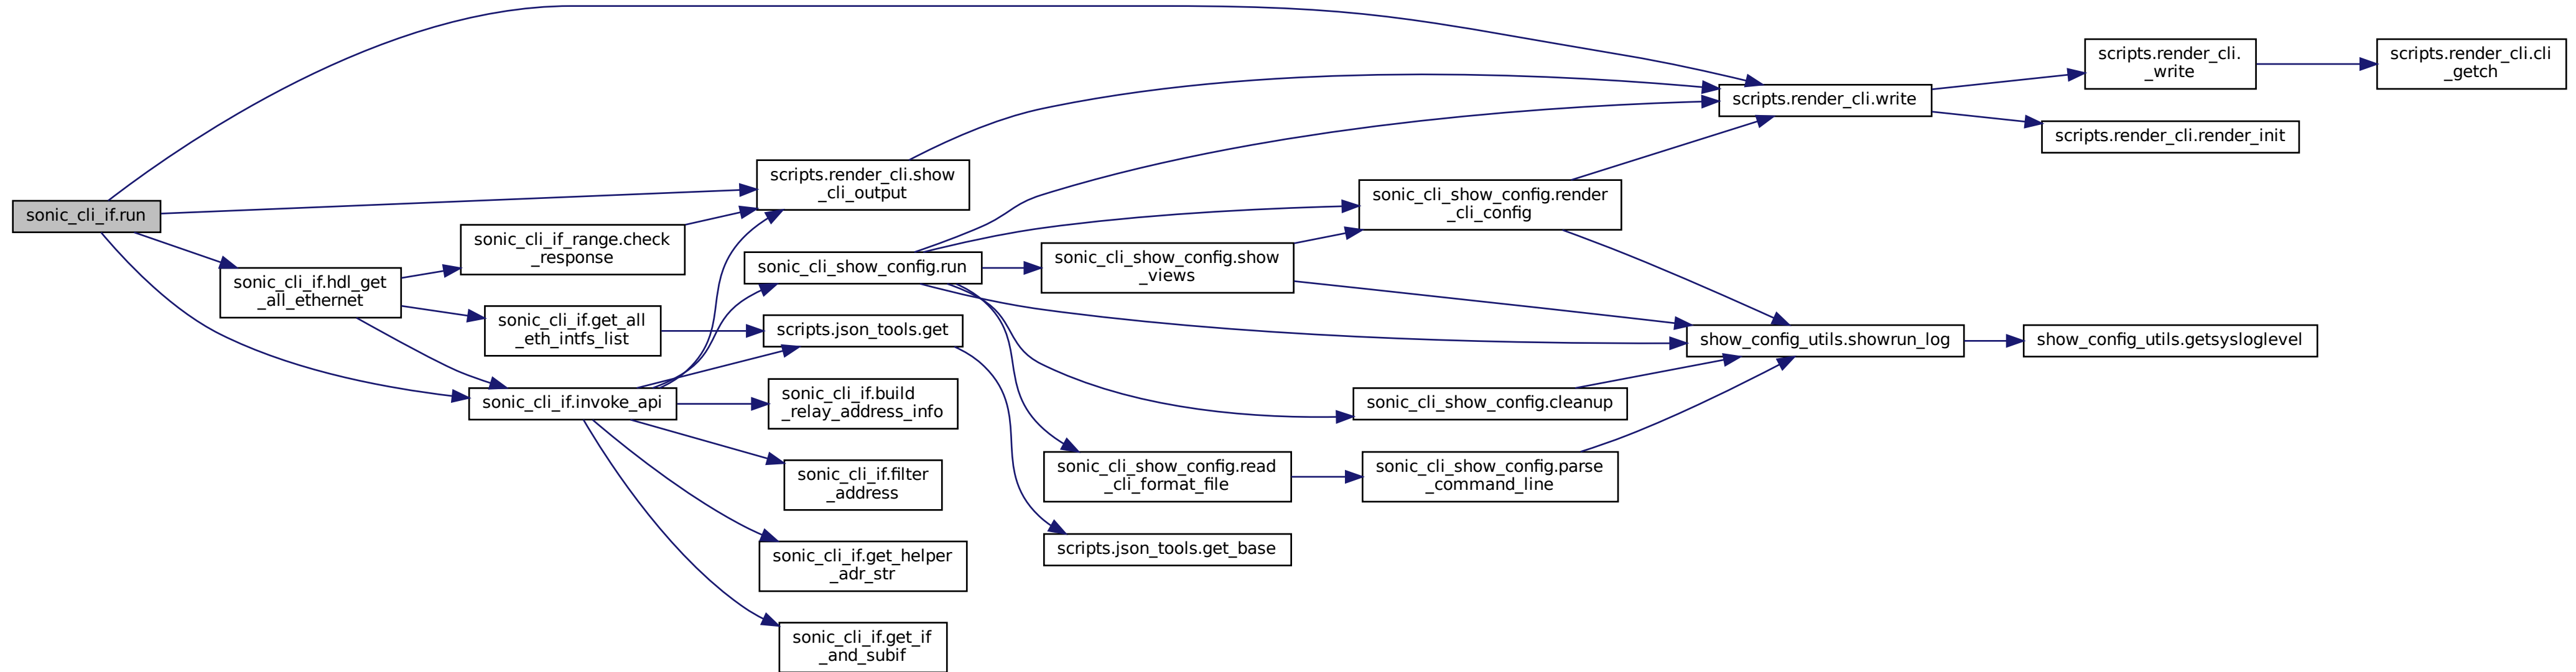 sonic_cli_if.run
sonic_cli_if.hdl_get
_all_ethernet
sonic_cli_if_range.check
_response
sonic_cli_if.get_all
_eth_intfs_list
sonic_cli_if.invoke_api
scripts.render_cli.show
_cli_output
sonic_cli_show_config.run
scripts.json_tools.get
sonic_cli_if.build
_relay_address_info
sonic_cli_if.filter
_address
sonic_cli_if.get_helper
_adr_str
sonic_cli_if.get_if
_and_subif
sonic_cli_show_config.show
_views
sonic_cli_show_config.read
_cli_format_file
scripts.json_tools.get_base
sonic_cli_show_config.render
_cli_config
sonic_cli_show_config.cleanup
sonic_cli_show_config.parse
_command_line
scripts.render_cli.write
show_config_utils.showrun_log
scripts.render_cli.
_write
scripts.render_cli.render_init
show_config_utils.getsysloglevel
scripts.render_cli.cli
_getch